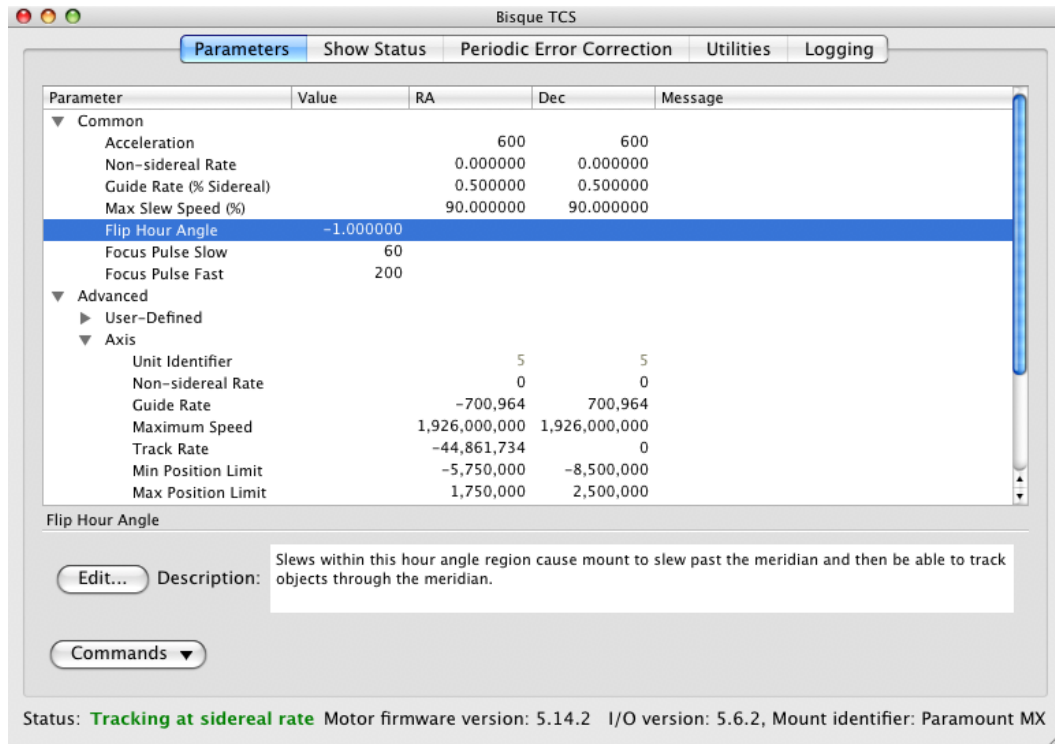 Bisque TCS
Parameters Show Status Periodic Error Correction Utilities Logging
Parameter Value RA Dec Message
Common
Acceleration 600 600
Non-sidereal Rate 0.000000 0.000000
Guide Rate (% Sidereal) 0.500000 0.500000
Max Slew Speed (%) 90.000000 90.000000
Flip Hour Angle -1.000000
Focus Pulse Slow 60
Focus Pulse Fast 200
Advanced
User-Defined
Axis
Unit Identifier 5 5
Non-sidereal Rate 0 0
Guide Rate -700,964 700,964
Maximum Speed 1,926,000,000 1,926,000,000
Track Rate -44,861,734 0
Min Position Limit -5,750,000 -8,500,000
Max Position Limit 1,750,000 2,500,000
Flip Hour Angle
Edit... Description: Slews within this hour angle region cause mount to slew past the meridian and then be able to track
objects through the meridian.
Commands
Status: Tracking at sidereal rate Motor firmware version: 5.14.2 I/O version: 5.6.2, Mount identifier: Paramount MX